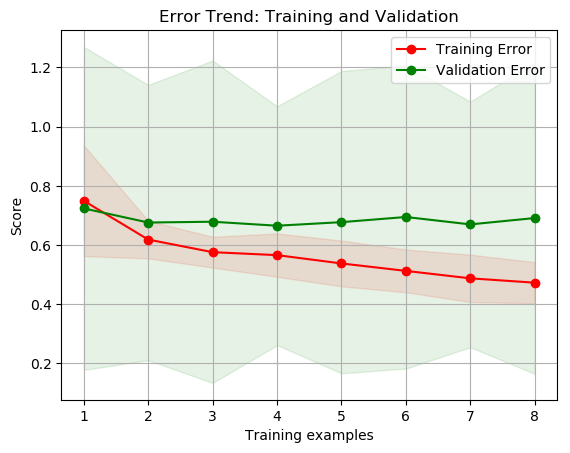 Error Trend: Training and Validation
Training Error
Validation Error
Score
1.2
1.0
0.8
0.6
0.4
0.2
1 2 3 4 5 6 7 8
Training examples